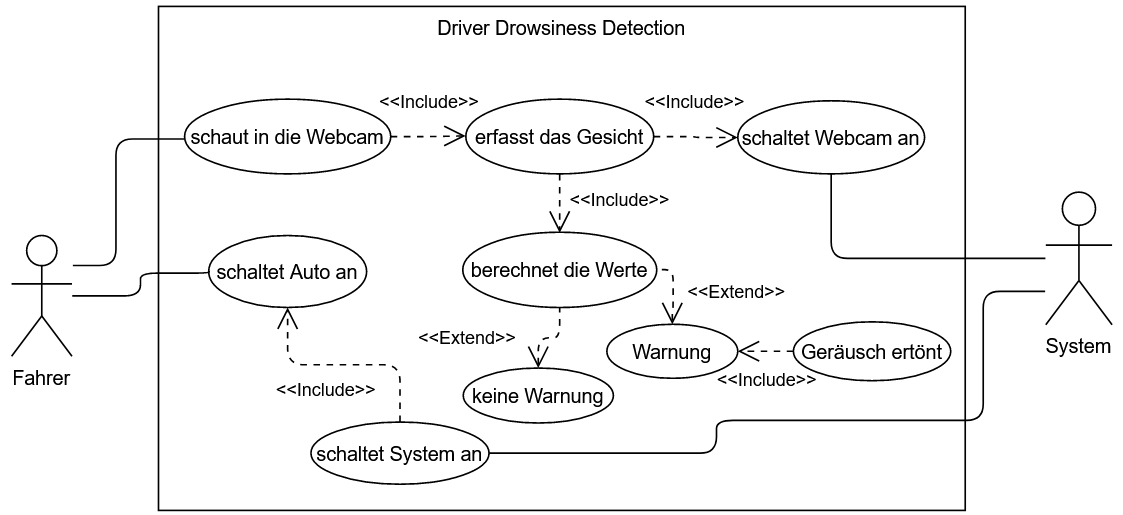 Driver Drowsiness Detection
<<Include>>
<<Include>>
schaut in die Webcam
erfasst das Gesicht
schaltet Webcam an
<<Include>>
schaltet Auto an
berechnet die Werte
<<Extend>>
<<Extend>>
Warnung
Geräusch ertönt
System
Fahrer
<<Include>>
<<Include>>
keine Warnung
schaltet System an